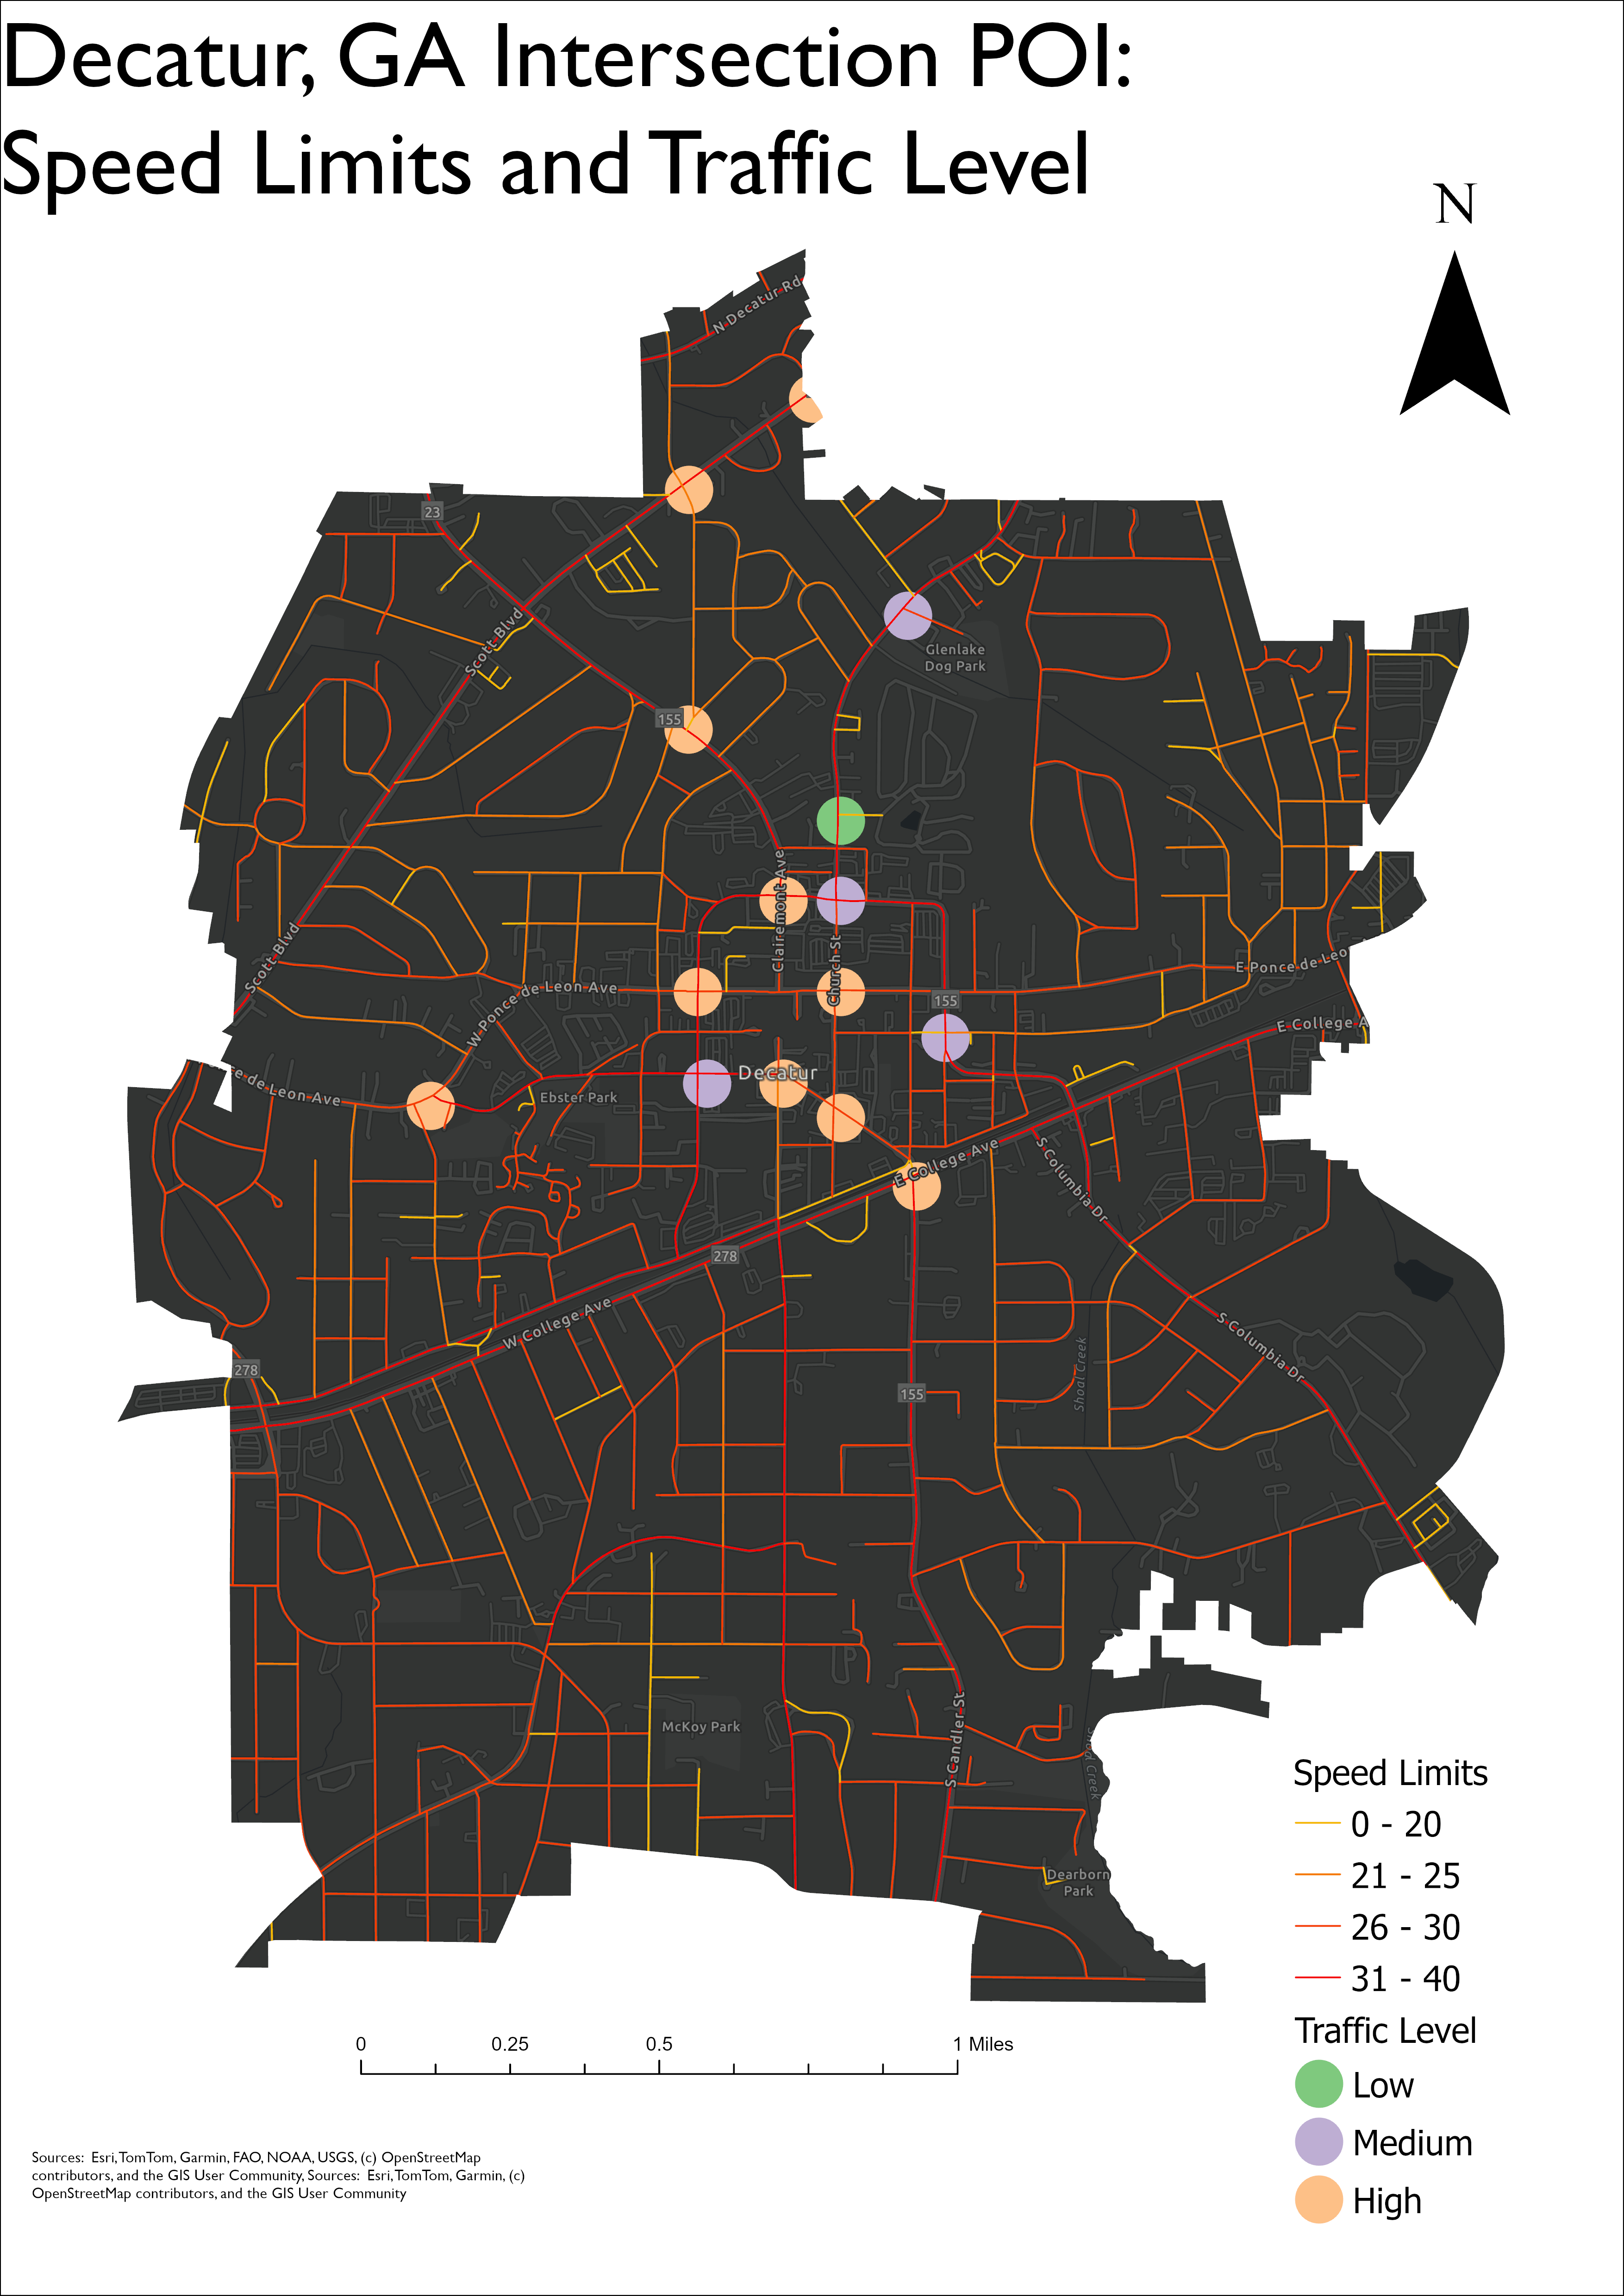 Decatur, GA Intersection POI:
Speed Limits and Traffic Level
N
N Decatur Rd
23
Scott Blvd
Glenlake
Dog Park
155
Clairemont Ave
Church St
Scott Blvd
W Ponce de Leon Ave
E Ponce de Leo
155
E College A
ce de Leon Ave
Decatur
Ebster Park
E College Ave
S Columbia Dr
278
W College Ave
S Columbia Dr
Shoal Creek
278
155
McKoy Park
S Candler St
Shoal Creek
Dearborn
Park
Speed Limits
0 - 20
21 - 25
26 - 30
31 - 40
Traffic Level
Low
Medium
High
0 0.25 0.5 1 Miles
Sources: Esri, TomTom, Garmin, FAO, NOAA, USGS, (c) OpenStreetMap
contributors, and the GIS User Community, Sources: Esri, TomTom, Garmin, (c)
OpenStreetMap contributors, and the GIS User Community